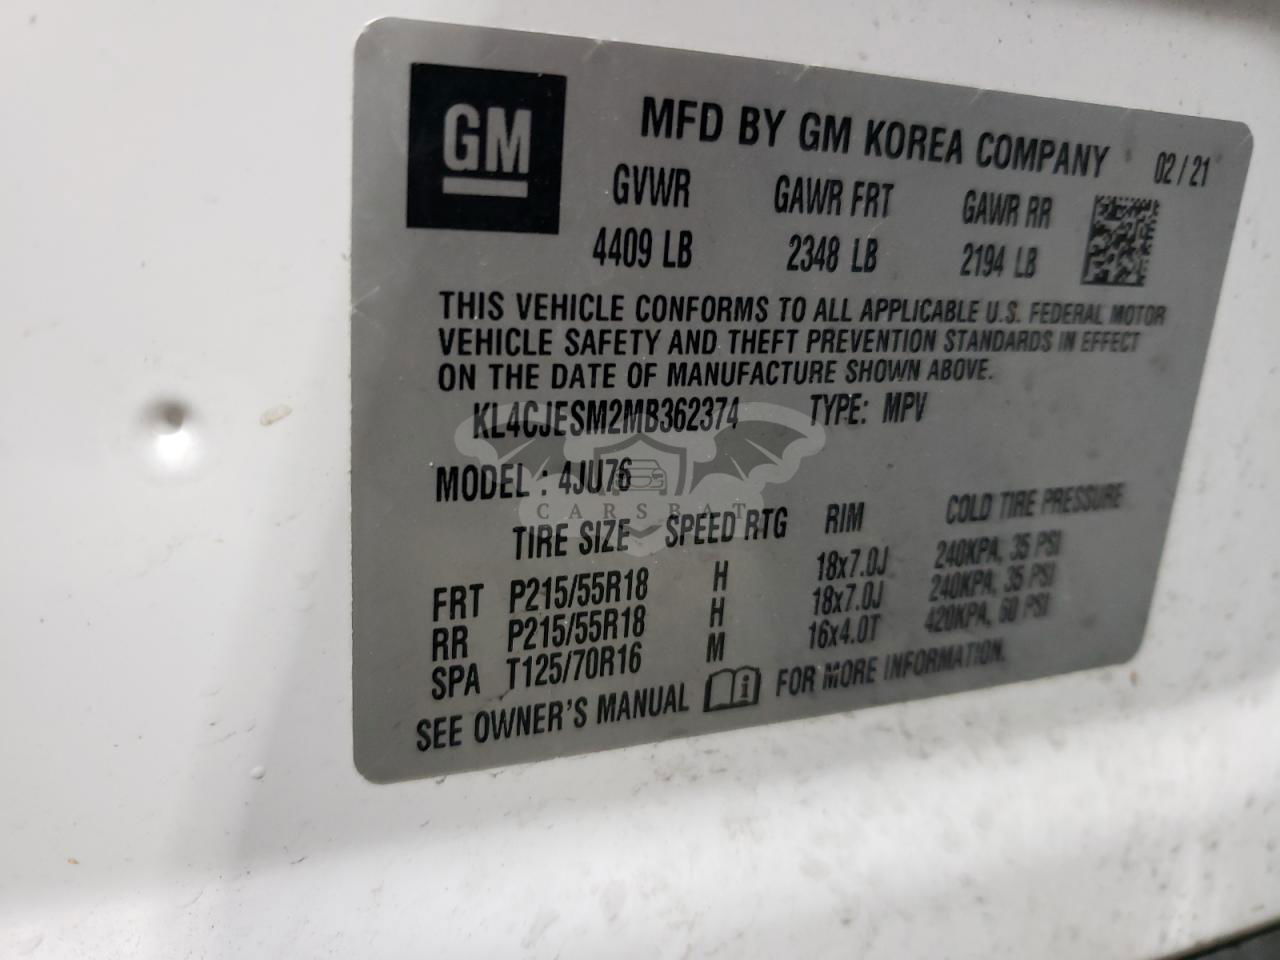 GM
MFD BY GM KOREA COMPANY 02/21
GVWR GAWR FRT GAWR RR
4409 LB 2348 LB 2194 LB
THIS VEHICLE CONFORMS TO ALL APPLICABLE U.S. FEDERAL MOTOR
VEHICLE SAFETY AND THEFT PREVENTION STANDARDS IN EFFECT
ON THE DATE OF MANUFACTURE SHOWN ABOVE.
KL4CJESM2MB362374 TYPE: MPV
MODEL: 4JU76
CARSBAT
TIRE SIZE SPEED RTG RIM COLD TIRE PRESSURE
FRT P215/55R18 H 18x7.0J 240KPA, 35 PSI
RR P215/55R18 H 18x7.0J 240KPA, 35 PSI
SPA T125/70R16 M 16x4.0T 420KPA, 60 PSI
SEE OWNER'S MANUAL FOR MORE INFORMATION.